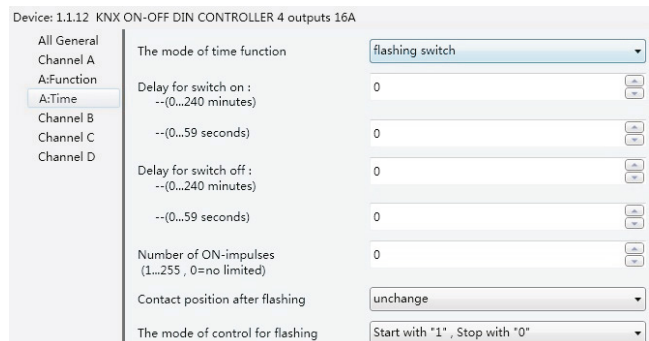 Device: 1.1.12 KNX ON-OFF DIN CONTROLLER 4 outputs 16A
All General
Channel A
A:Function
A:Time
Channel B
Channel C
Channel D
The mode of time function
flashing switch
Delay for switch on :
--(0...240 minutes)
0
--(0...59 seconds)
0
Delay for switch off :
--(0...240 minutes)
0
--(0...59 seconds)
0
Number of ON-impulses
(1...255 , 0=no limited)
0
Contact position after flashing
unchange
The mode of control for flashing
Start with "1" , Stop with "0"